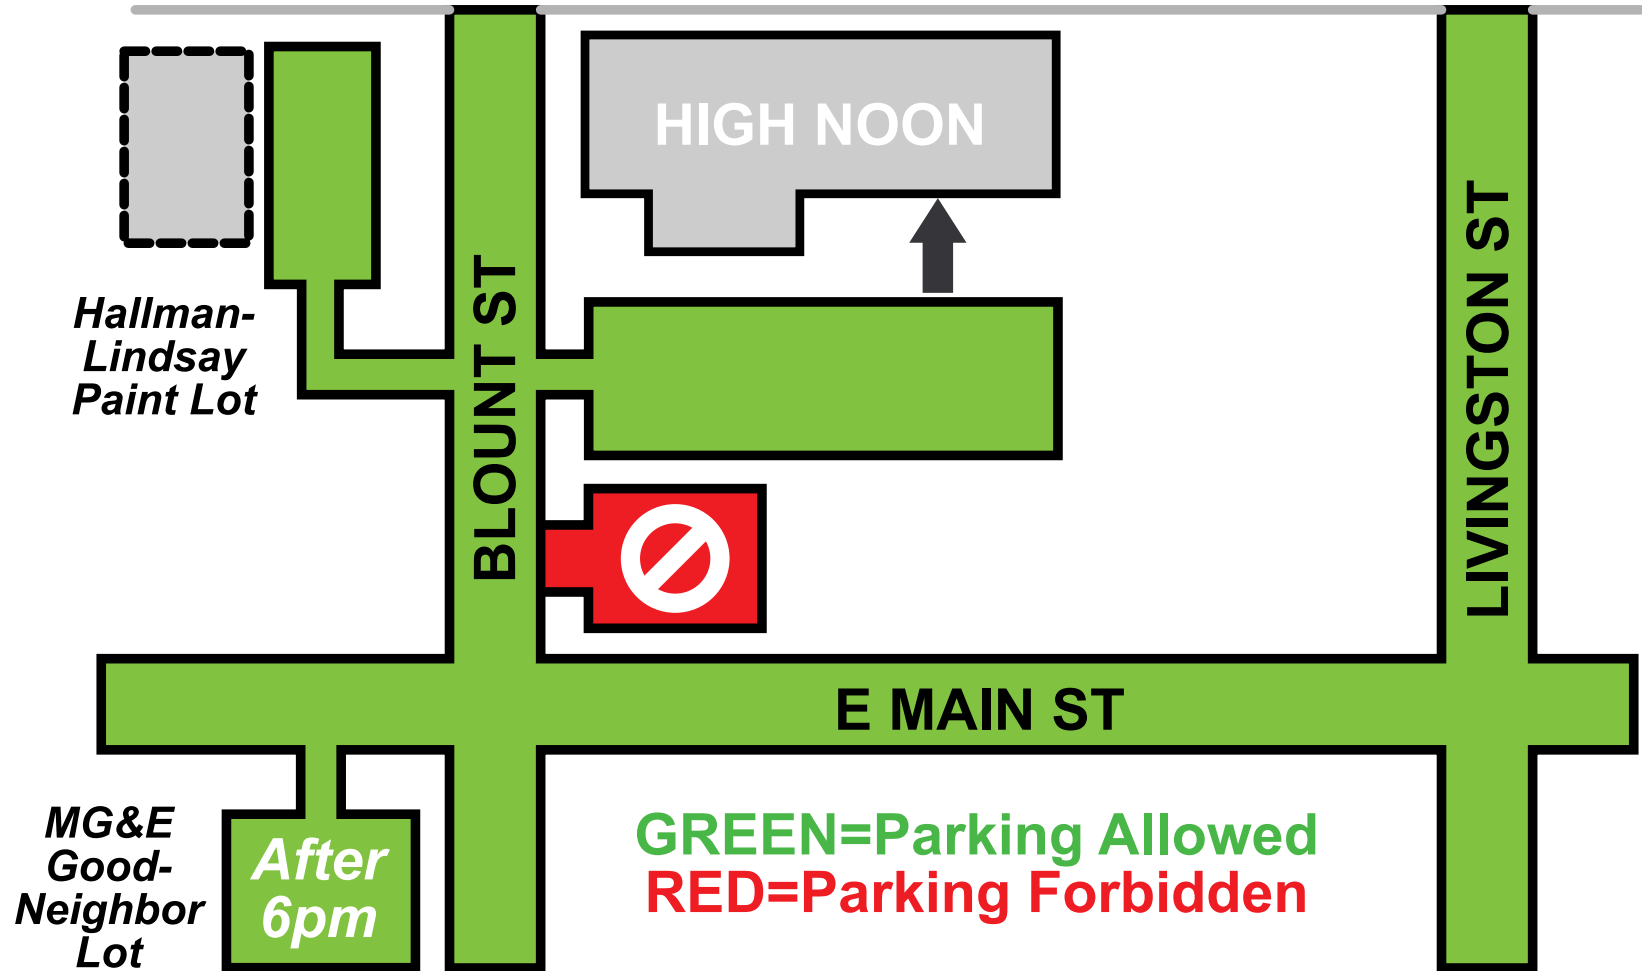 HIGH NOON
Hallman-
Lindsay
Paint Lot
BLOUNT ST
LIVINGSTON ST
E MAIN ST
MG&E
Good-
Neighbor
Lot
After
6pm
GREEN=Parking Allowed
RED=Parking Forbidden